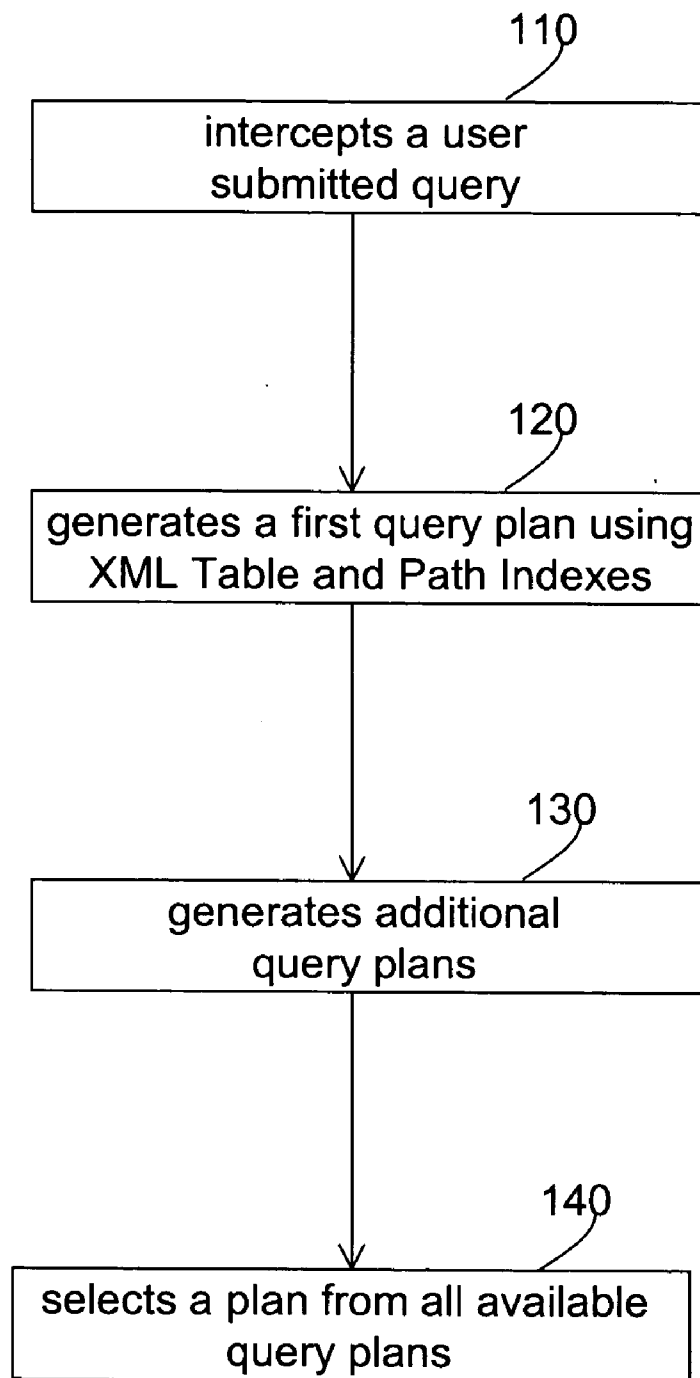 110
intercepts a user
submitted query
120
generates a first query plan using
XML Table and Path Indexes
130
generates additional
query plans
140
selects a plan from all available
query plans